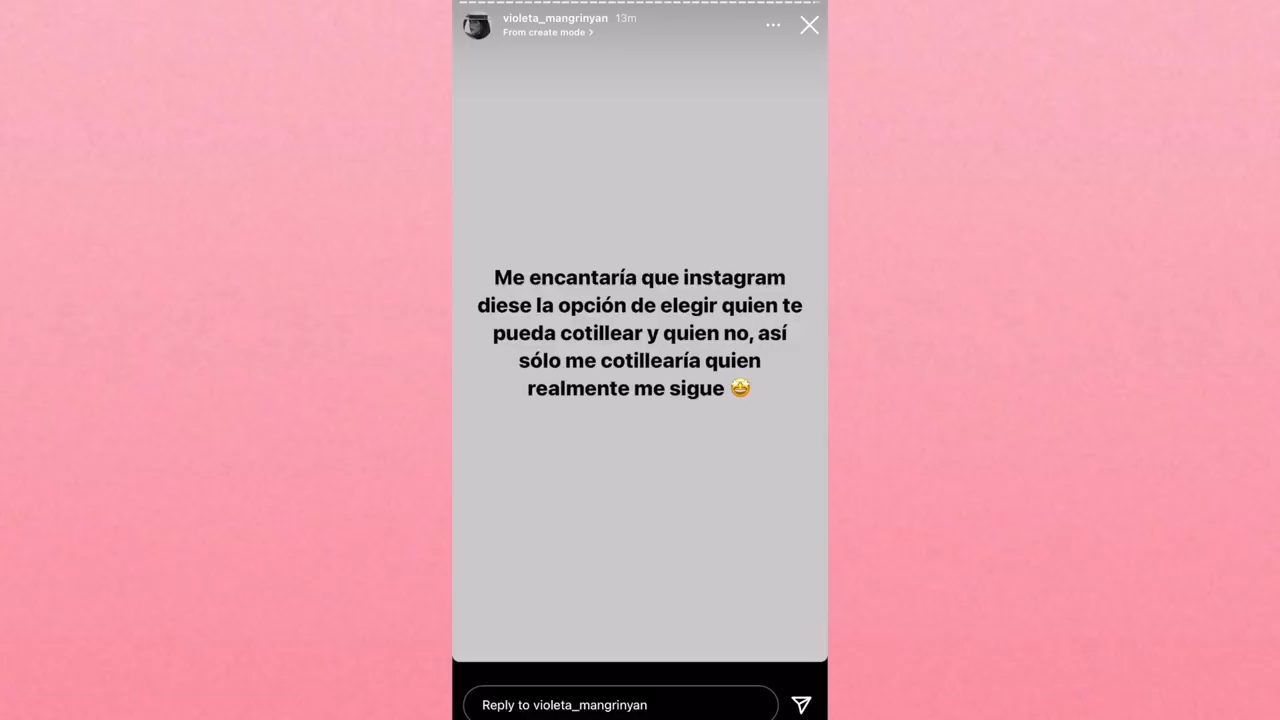 violeta_mangrinyan 13m
From create mode
Me encantaría que instagram
diese la opción de elegir quien te
pueda cotillear y quien no, así
sólo me cotillearía quien
realmente me sigue 🤩
Reply to violeta_mangrinyan